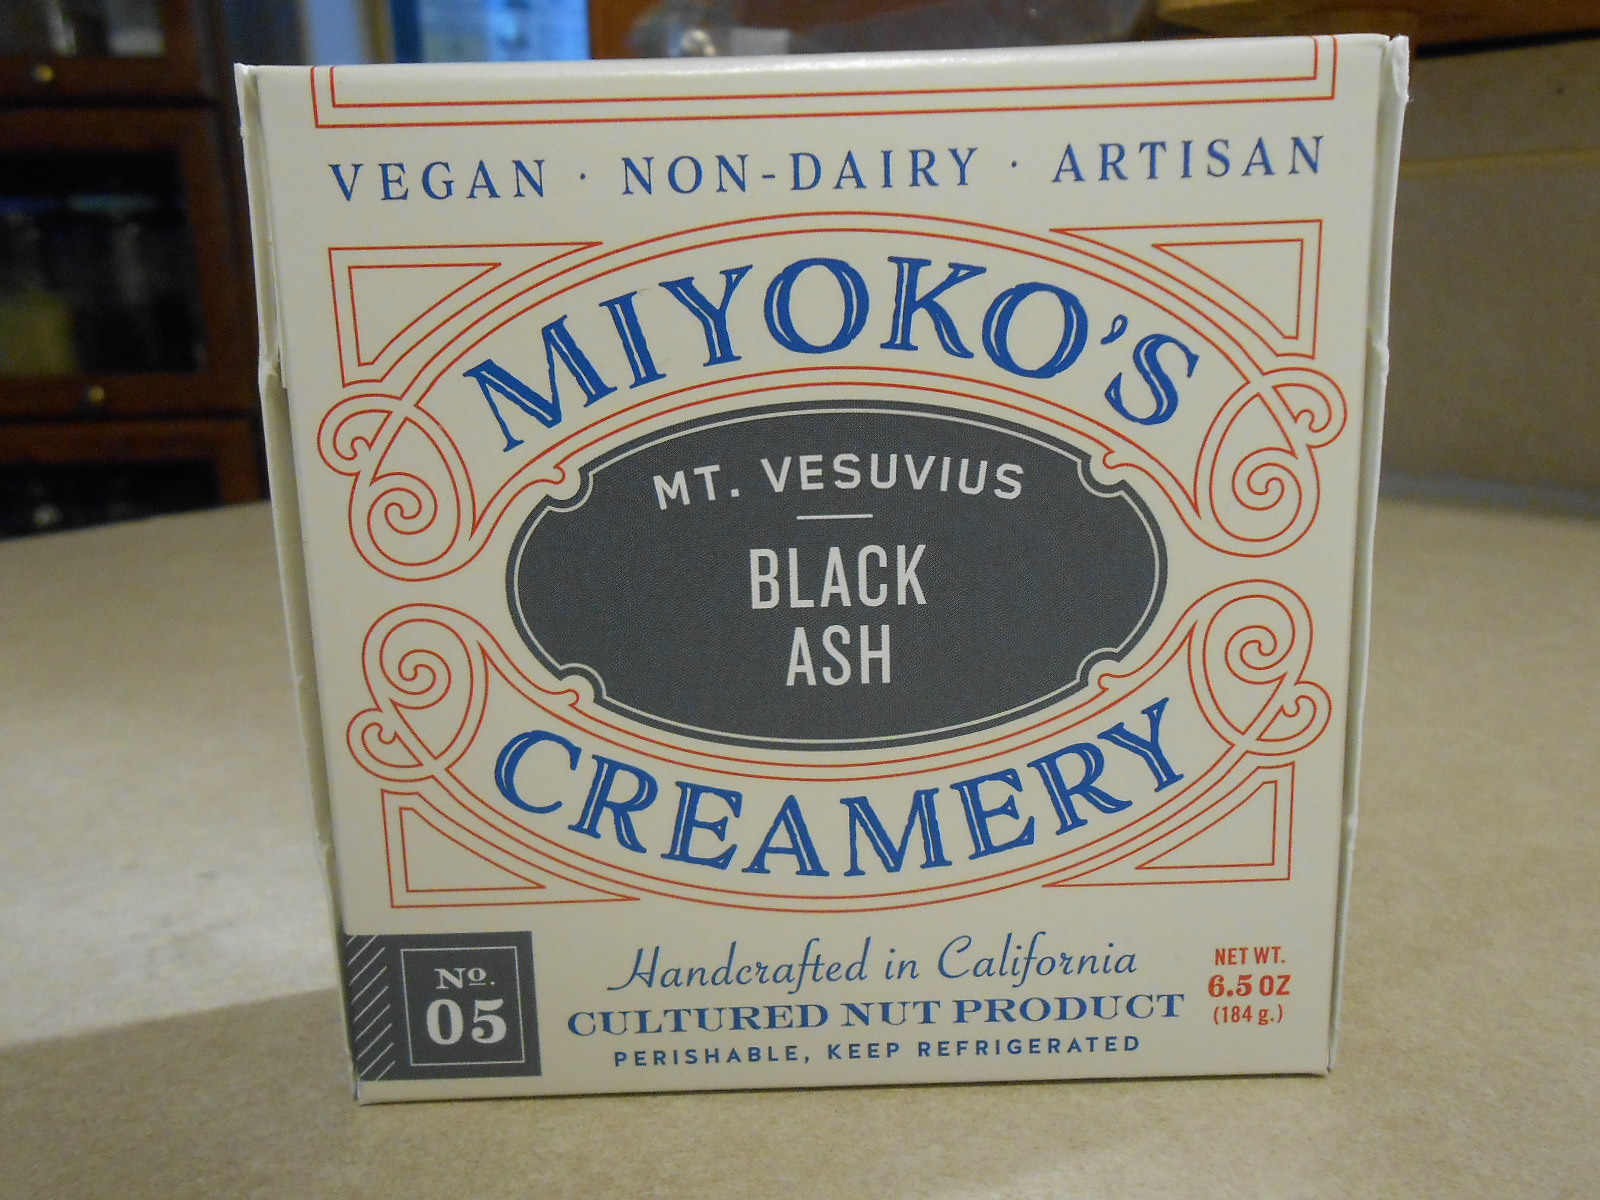 VEGAN · NON-DAIRY · ARTISAN
MIYOKO'S
MT. VESUVIUS
BLACK
ASH
CREAMERY
Nº.
05
Handcrafted in California
CULTURED NUT PRODUCT
PERISHABLE, KEEP REFRIGERATED
NET WT.
6.5 OZ
(184 g.)